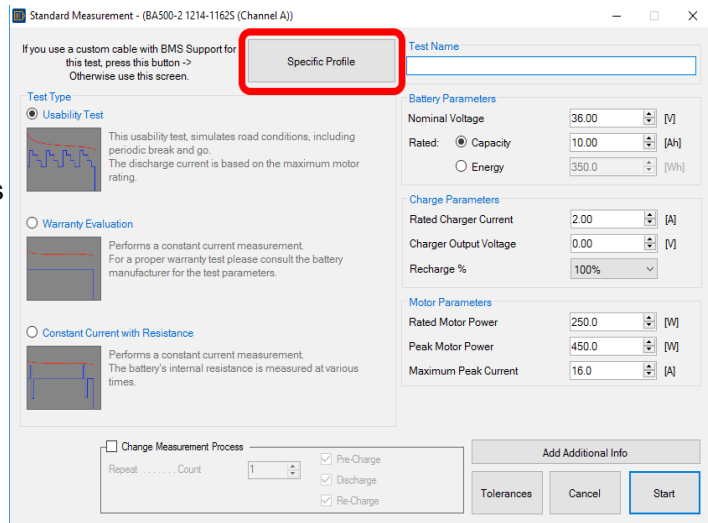 Standard Measurement - (BA500-2 1214-1162S (Channel A))
If you use a custom cable with BMS Support for
this test, press this button ->
Otherwise use this screen.
Specific Profile
Test Name
Test Type
Usability Test
This usability test, simulates road conditions, including
periodic break and go.
The discharge current is based on the maximum motor
rating.
s
Warranty Evaluation
Performs a constant current measurement.
For a proper warranty test please consult the battery
manufacturer for the test parameters.
Constant Current with Resistance
Performs a constant current measurement.
The battery's internal resistance is measured at various
times.
Battery Parameters
Nominal Voltage 36.00 [V]
Rated: Capacity 10.00 [Ah]
Energy 350.0 [Wh]
Charge Parameters
Rated Charger Current 2.00 [A]
Charger Output Voltage 0.00 [V]
Recharge % 100%
Motor Parameters
Rated Motor Power 250.0 [W]
Peak Motor Power 450.0 [W]
Maximum Peak Current 16.0 [A]
Change Measurement Process
Repeat . . . . . . . Count 1
Pre-Charge
Discharge
Re-Charge
Add Additional Info
Tolerances Cancel Start